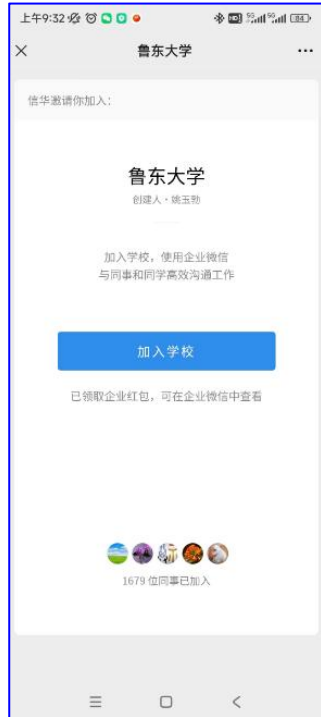 上午9:32
84
鲁东大学
信华邀请你加入：
鲁东大学
创建人·姚玉勃
加入学校，使用企业微信
与同事和同学高效沟通工作
加入学校
已领取企业红包，可在企业微信中查看
1679 位同事已加入